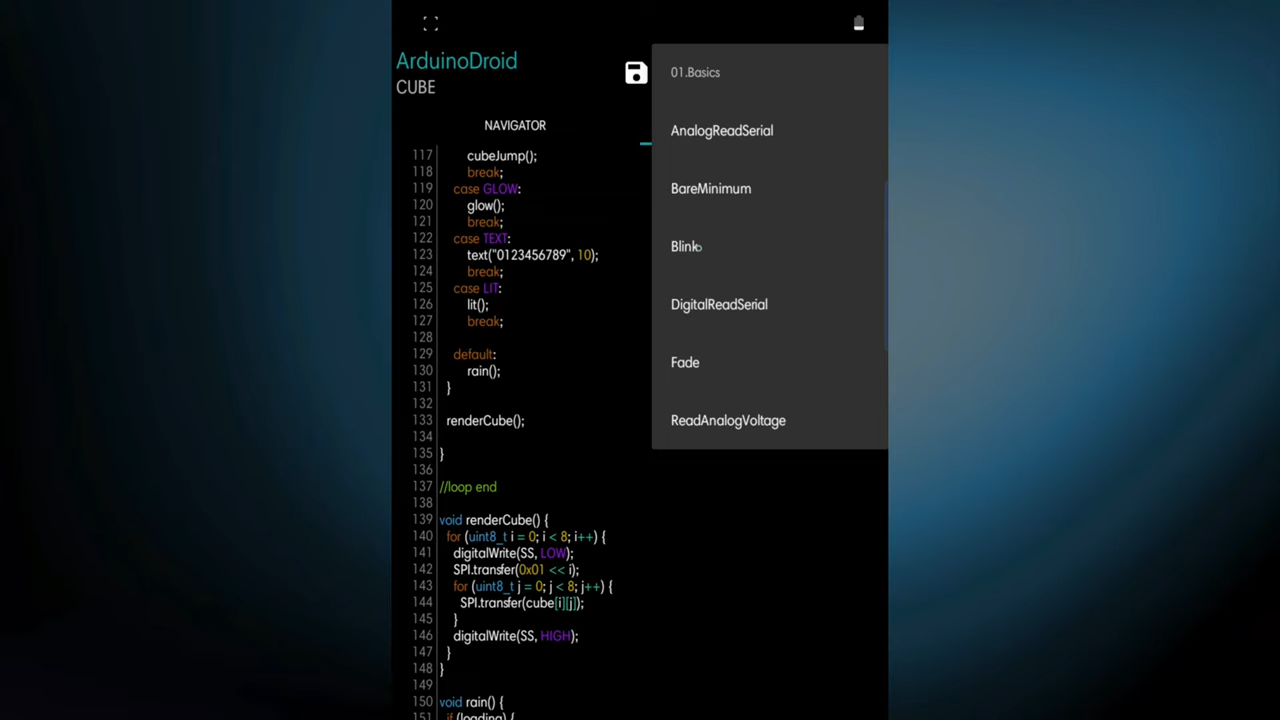 ArduinoDroid
CUBE
NAVIGATOR
117 cubeJump();
118 break;
119 case GLOW:
120 glow();
121 break;
122 case TEXT:
123 text("0123456789", 10);
124 break;
125 case LIT:
126 lit();
127 break;
128
129 default:
130 rain();
131 }
132
133 renderCube();
134
135 }
136
137 //loop end
138
139 void renderCube() {
140 for (uint8_t i = 0; i < 8; i++) {
141 digitalWrite(SS, LOW);
142 SPI.transfer(0x01 << i);
143 for (uint8_t j = 0; j < 8; j++) {
144 SPI.transfer(cube[i][j]);
145 }
146 digitalWrite(SS, HIGH);
147 }
148 }
149
150 void rain() {
151 if (loading) {
01.Basics
AnalogReadSerial
BareMinimum
Blink
DigitalReadSerial
Fade
ReadAnalogVoltage